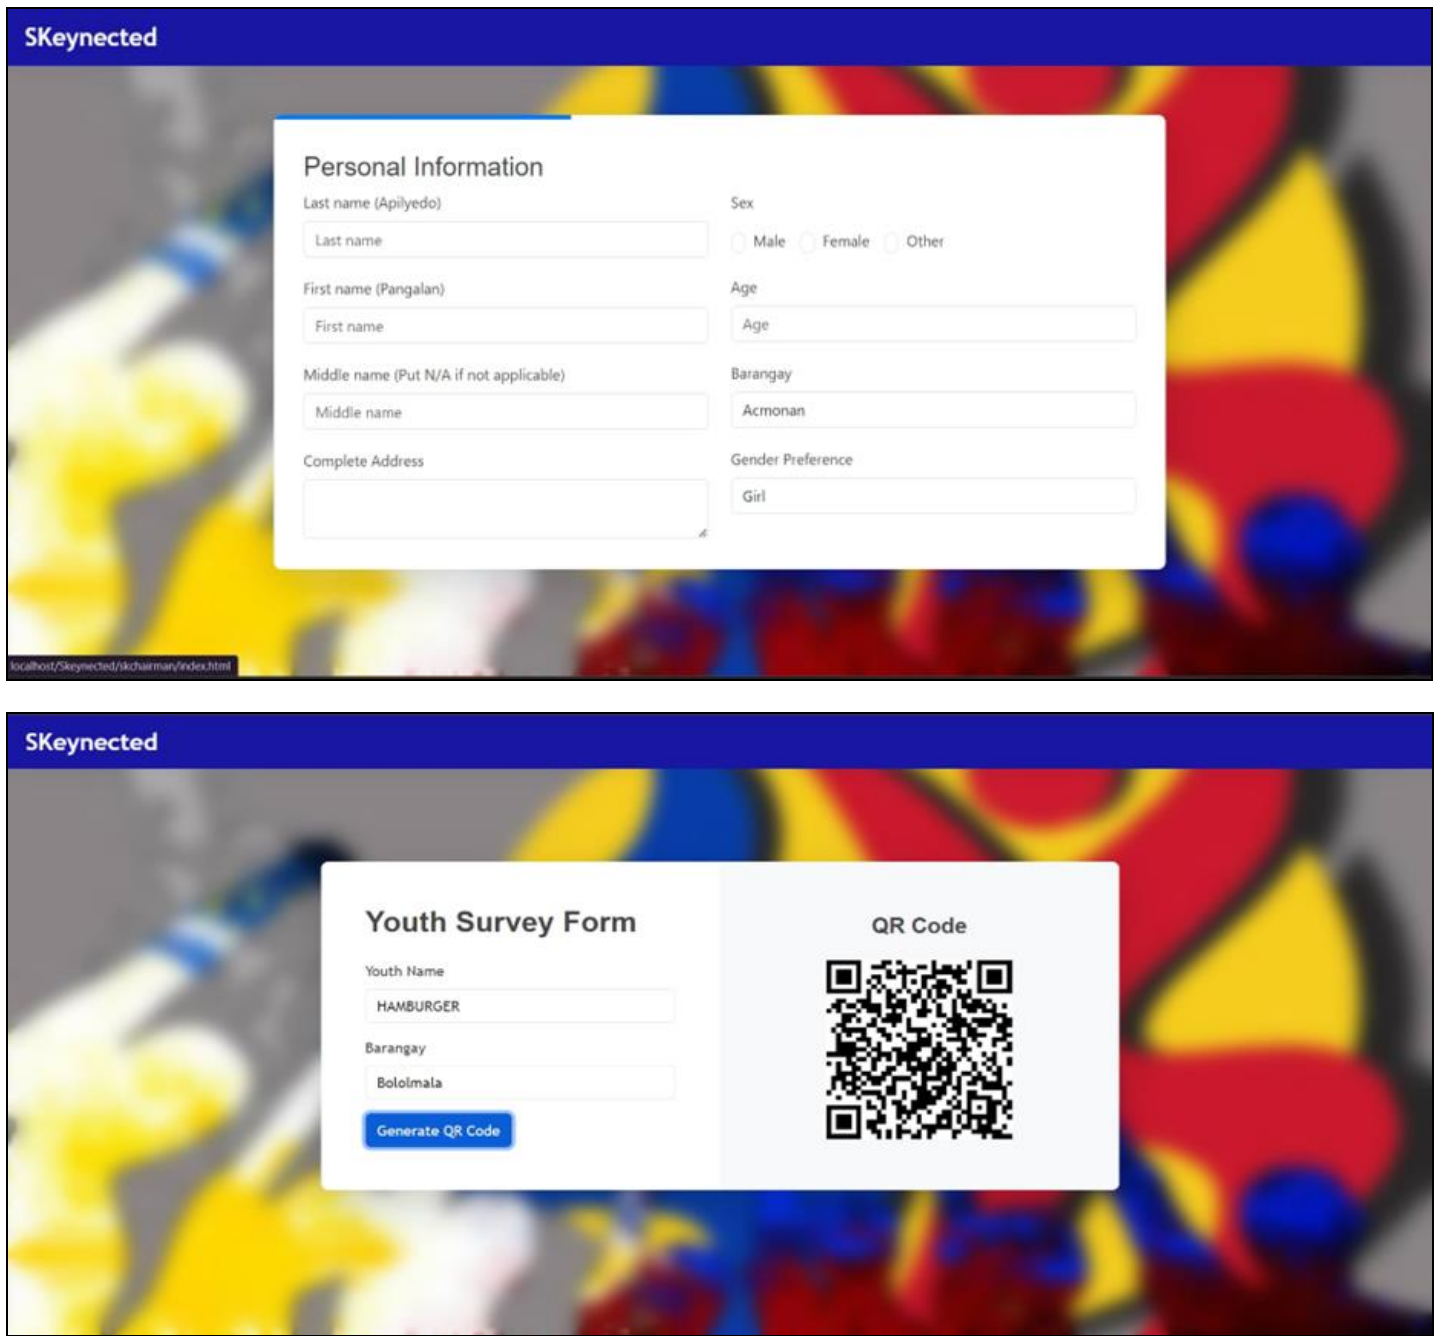 SKeynected
Personal Information
Last name (Apilyedo)
Last name
First name (Pangalan)
First name
Middle name (Put N/A if not applicable)
Middle name
Complete Address
Sex
Male Female Other
Age
Age
Barangay
Acmonan
Gender Preference
Girl
localhost/Skeynected/skchairman/index.html
SKeynected
Youth Survey Form
Youth Name
HAMBURGER
Barangay
Bololmala
Generate QR Code
QR Code